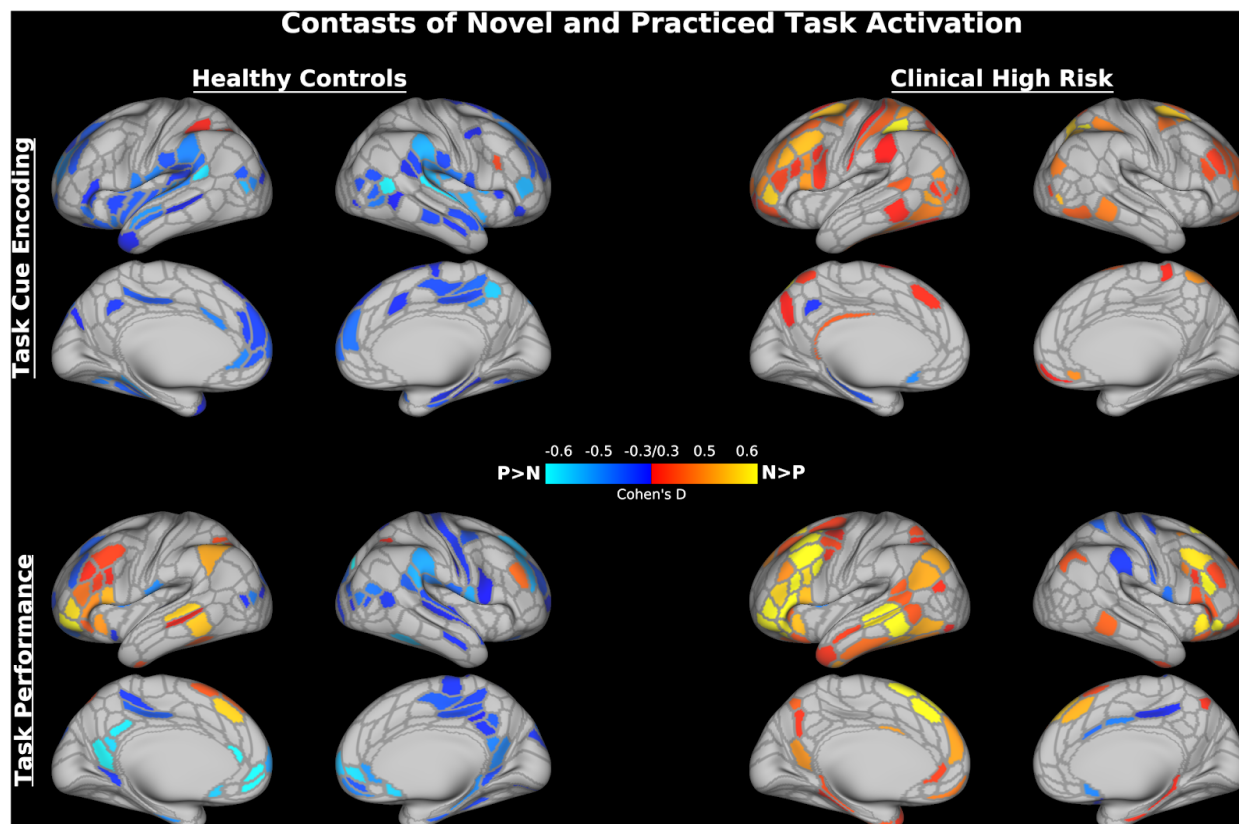 Contasts of Novel and Practiced Task Activation
Healthy Controls
Clinical High Risk
Task Cue Encoding
-0.6 -0.5 -0.3/0.3 0.5 0.6
P>N
N>P
Cohen's D
Task Performance